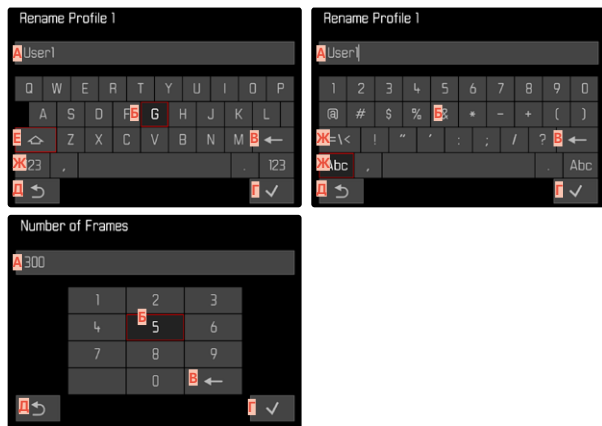 Rename Profile 1
А User1
Q W E R T Y U I O P
A S D F Б G H J K L
Е Z X C V B N M В ←
Ж 23 , . 123
Д Г ✓
Rename Profile 1
А User1
1 2 3 4 5 6 7 8 9 0
@ # $ % Б & * - + ( )
Ж =\< ! " ' : ; / ? В ←
Ж Abc , . Abc
Д Г ✓
Number of Frames
А 300
1 2 3
4 Б 5 6
7 8 9
0 В ←
Д Г ✓